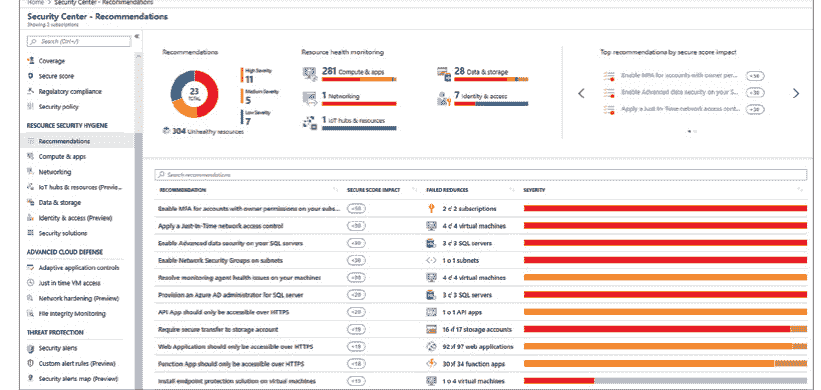 Home > Security Center - Recommendations
Security Center - Recommendations
Showing 2 subscriptions
Search (Ctrl+/)
Coverage
Secure score
Regulatory compliance
Security policy
RESOURCE SECURITY HYGIENE
Recommendations
Compute & apps
Networking
IoT hubs & resources (Previe...
Data & storage
Identity & access (Preview)
Security solutions
ADVANCED CLOUD DEFENSE
Adaptive application controls
Just in time VM access
Network hardening (Preview)
File Integrity Monitoring
THREAT PROTECTION
Security alerts
Custom alert rules (Preview)
Security alerts map (Preview)
Recommendations
23
TOTAL
High Severity
11
Medium Severity
5
Low Severity
7
304 Unhealthy resources
Resource health monitoring
281 Compute & apps
1 Networking
1 IoT hubs & resources
28 Data & storage
7 Identity & access
Top recommendations by secure score impact
Enable MFA for accounts with owner per...
+50
Enable Advanced data security on your S...
+30
Apply a Just-In-Time network access cont...
+30
Search recommendations
RECOMMENDATION
SECURE SCORE IMPACT
FAILED RESOURCES
SEVERITY
Enable MFA for accounts with owner permissions on your subs...
+50
2 of 2 subscriptions
Apply a Just-In-Time network access control
+30
4 of 4 virtual machines
Enable Advanced data security on your SQL servers
+30
3 of 3 SQL servers
Enable Network Security Groups on subnets
+30
1 o 1 subnets
Resolve monitoring agent health issues on your machines
4 of 4 virtual machines
Provision an Azure AD administrator for SQL server
3 of 3 SQL servers
API App should only be accessible over HTTPS
+20
1 o 1 API apps
Require secure transfer to storage account
+19
16 of 17 storage accounts
Web Application should only be accessible over HTTPS
+19
92 of 97 web applications
Function App should only be accessible over HTTPS
+18
30 of 34 function apps
Install endpoint protection solution on virtual machines
+15
1 o 4 virtual machines